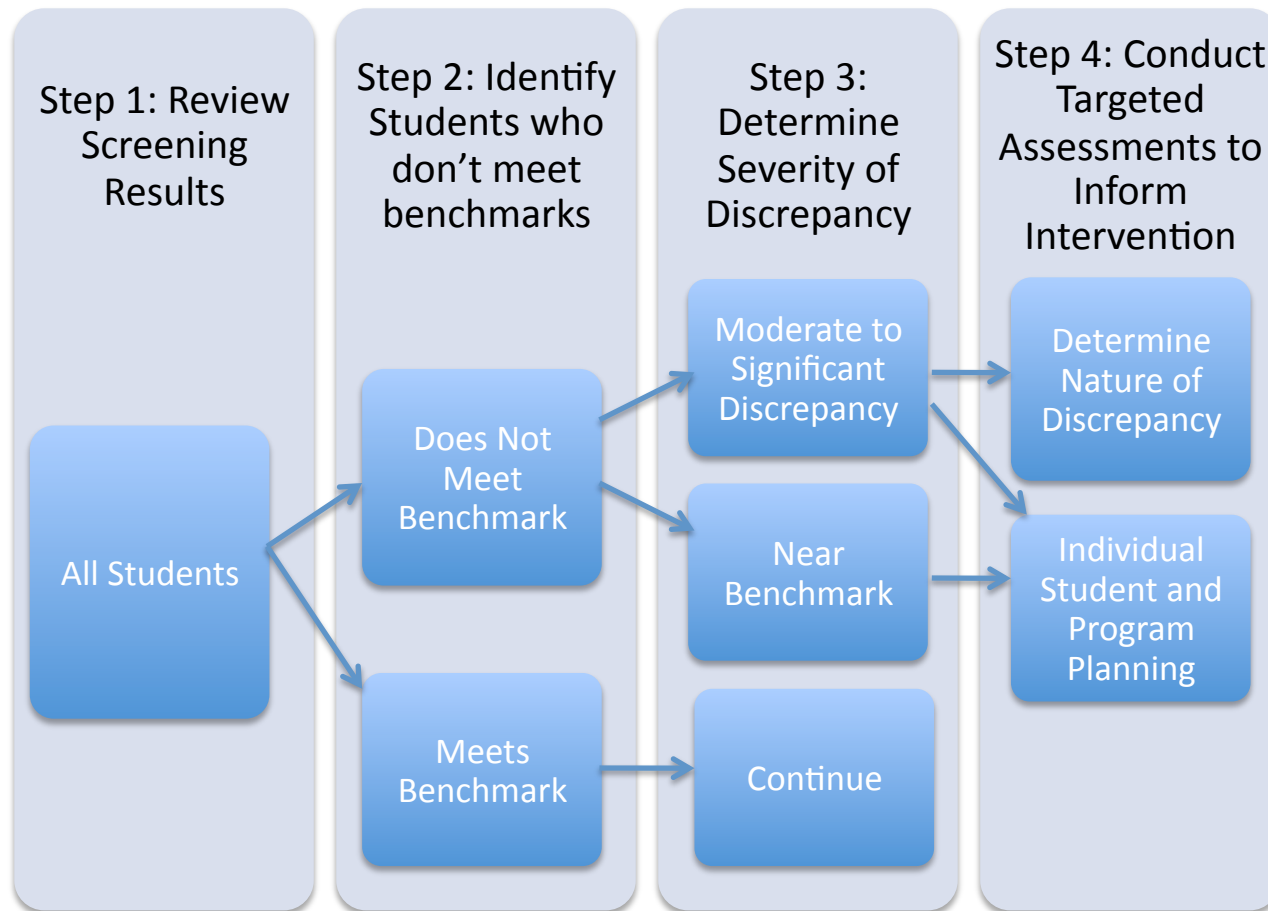 Step 1: Review
Screening
Results
All Students
Step 2: Identify
Students who
don’t meet
benchmarks
Does Not
Meet
Benchmark
Meets
Benchmark
Step 3:
Determine
Severity of
Discrepancy
Moderate to
Significant
Discrepancy
Near
Benchmark
Continue
Step 4: Conduct
Targeted
Assessments to
Inform
Intervention
Determine
Nature of
Discrepancy
Individual
Student and
Program
Planning